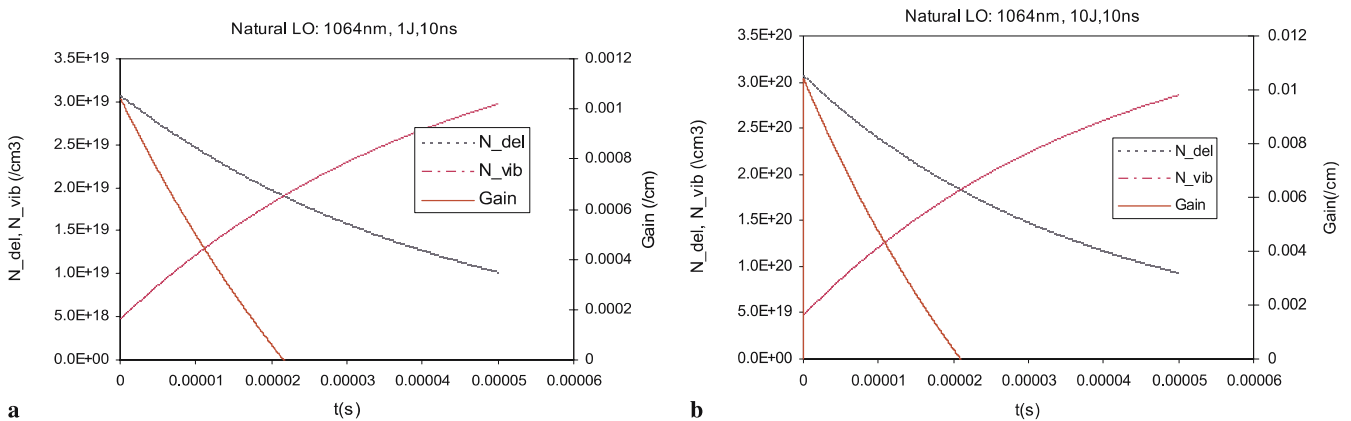 Natural LO: 1064nm, 1J,10ns
3.5E+19
3.0E+19
2.5E+19
2.0E+19
1.5E+19
1.0E+19
5.0E+18
0.0E+00
N_del, N_vib (/cm3)
0.0012
0.001
0.0008
0.0006
0.0004
0.0002
0
Gain (/cm)
N_del
N_vib
Gain
0 0.00001 0.00002 0.00003 0.00004 0.00005 0.00006
t(s)
a
Natural LO: 1064nm, 10J,10ns
3.5E+20
3.0E+20
2.5E+20
2.0E+20
1.5E+20
1.0E+20
5.0E+19
0.0E+00
N_del, N_vib (\cm3)
0.012
0.01
0.008
0.006
0.004
0.002
0
Gain(/cm)
N_del
N_vib
Gain
0 0.00001 0.00002 0.00003 0.00004 0.00005 0.00006
t(s)
b